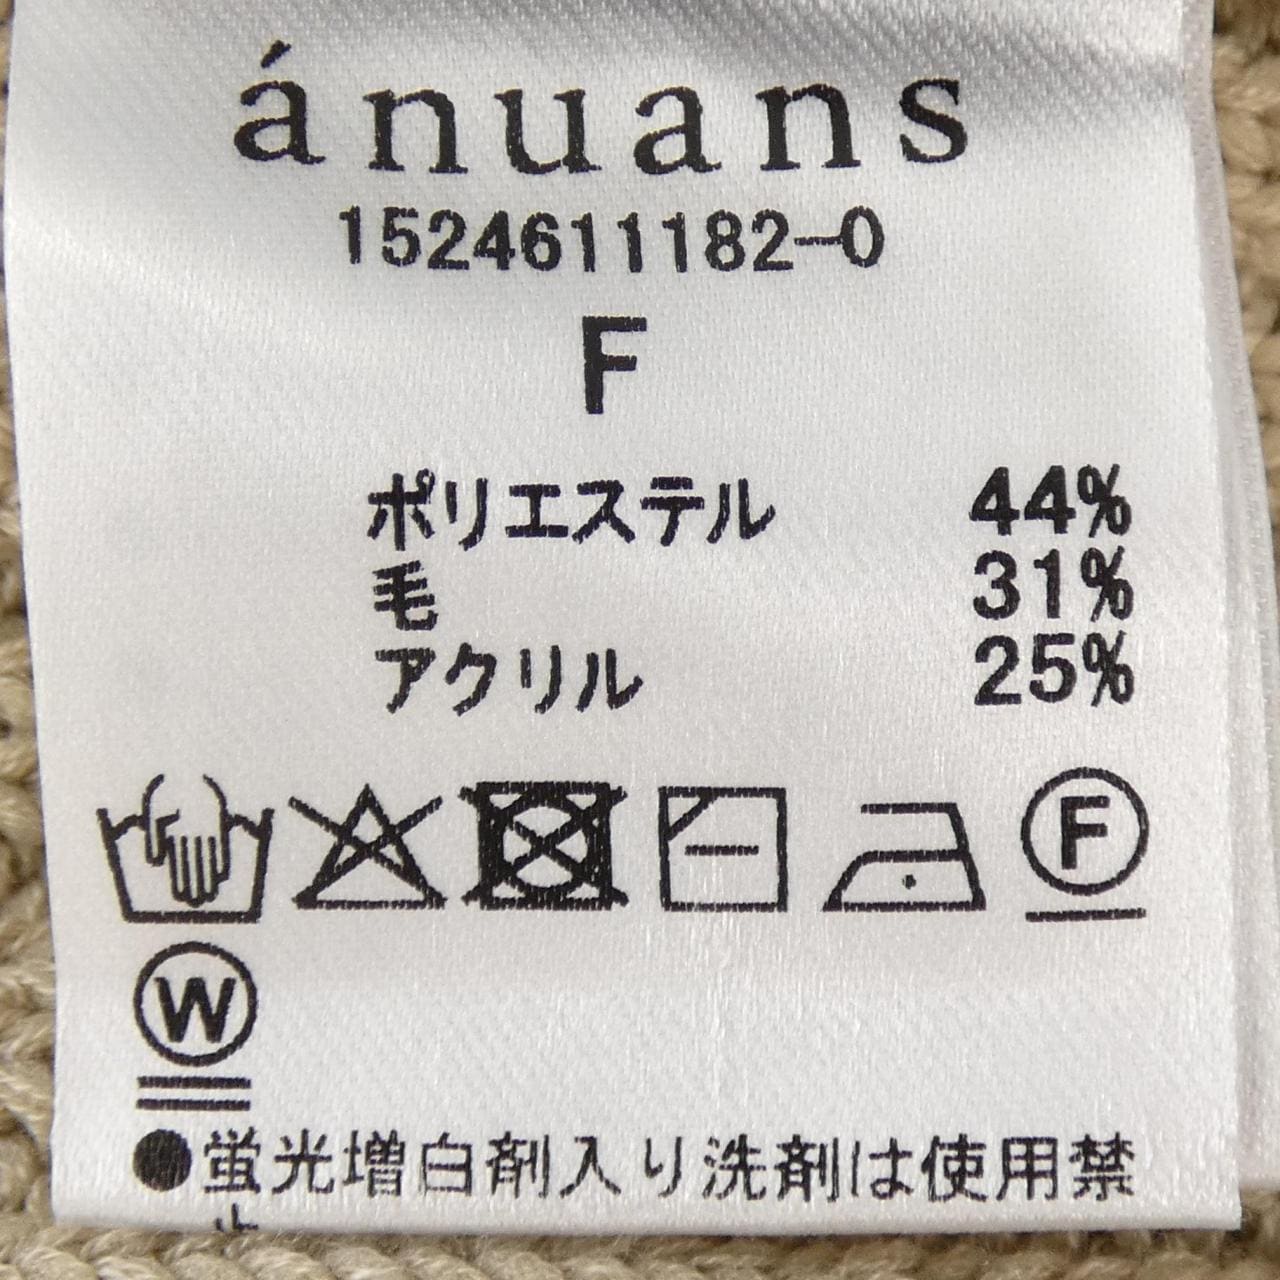 ánuans
1524611182-0
F
ポリエステル 44%
毛 31%
アクリル 25%
F
W
●蛍光増白剤入り洗剤は使用禁
止